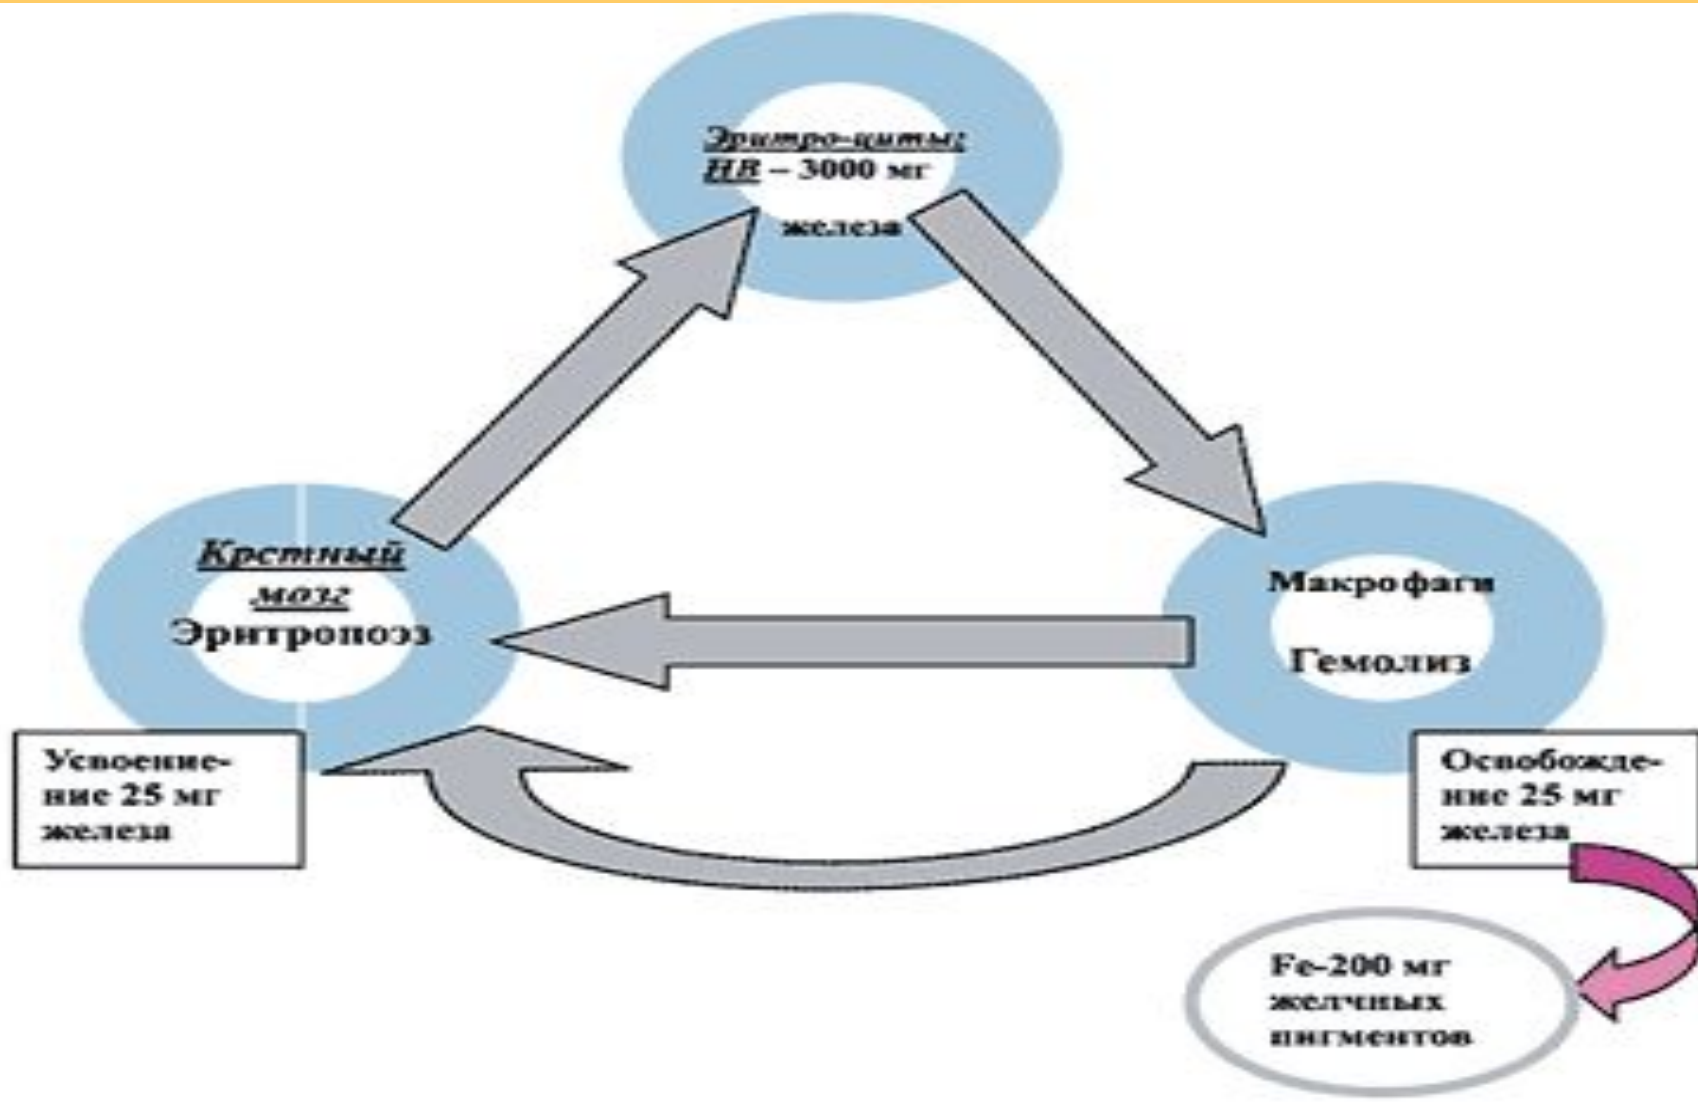 Эритро-циты;
HB – 3000 мг
железа
Крстный
мозг
Эритропоэз
Макрофаги
Гемолиз
Усвоение-
ние 25 мг
железа
Освобожде-
ние 25 мг
железа
Fe-200 мг
желчных
пигментов